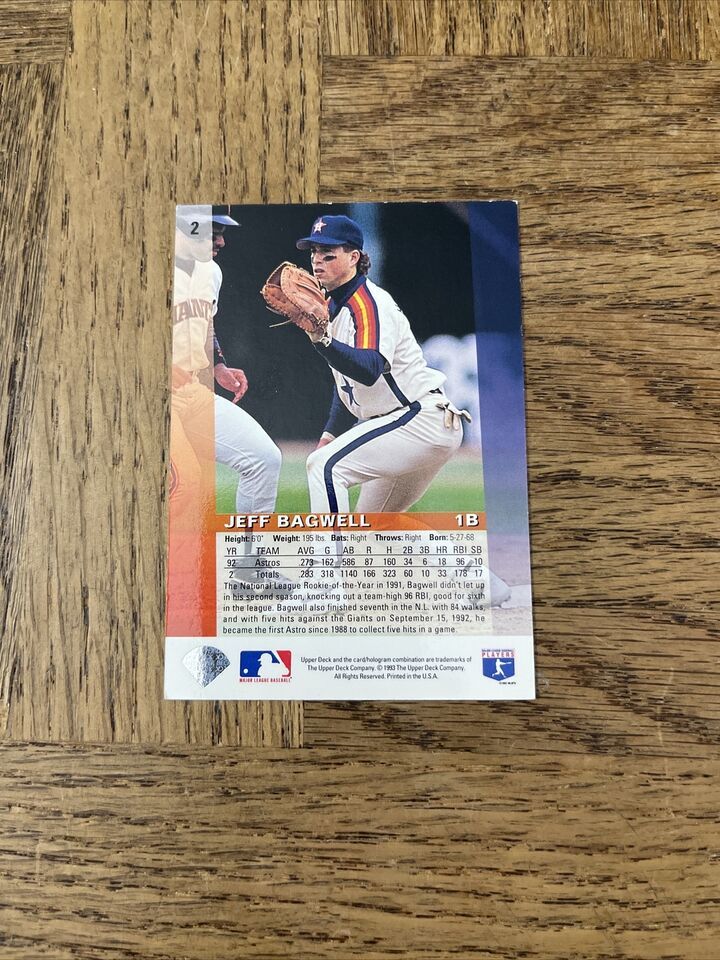 2
IANT
JEFF BAGWELL 1B
Height: 6'0" Weight: 195 lbs. Bats: Right Throws: Right Born: 5-27-68
YR TEAM AVG G AB R H 2B 3B HR RBI SB
92 Astros .273 162 586 87 160 34 6 18 96 10
2 Totals .283 318 1140 166 323 60 10 33 178 17
The National League Rookie-of-the-Year in 1991, Bagwell didn't let up
in his second season, knocking out a team-high 96 RBI, good for sixth
in the league. Bagwell also finished seventh in the N.L. with 84 walks,
and with five hits against the Giants on September 15, 1992, he
became the first Astro since 1988 to collect five hits in a game.
MAJOR LEAGUE BASEBALL
Upper Deck and the card/hologram combination are trademarks of
The Upper Deck Company. © 1993 The Upper Deck Company.
All Rights Reserved. Printed in the U.S.A.
PLAYERS